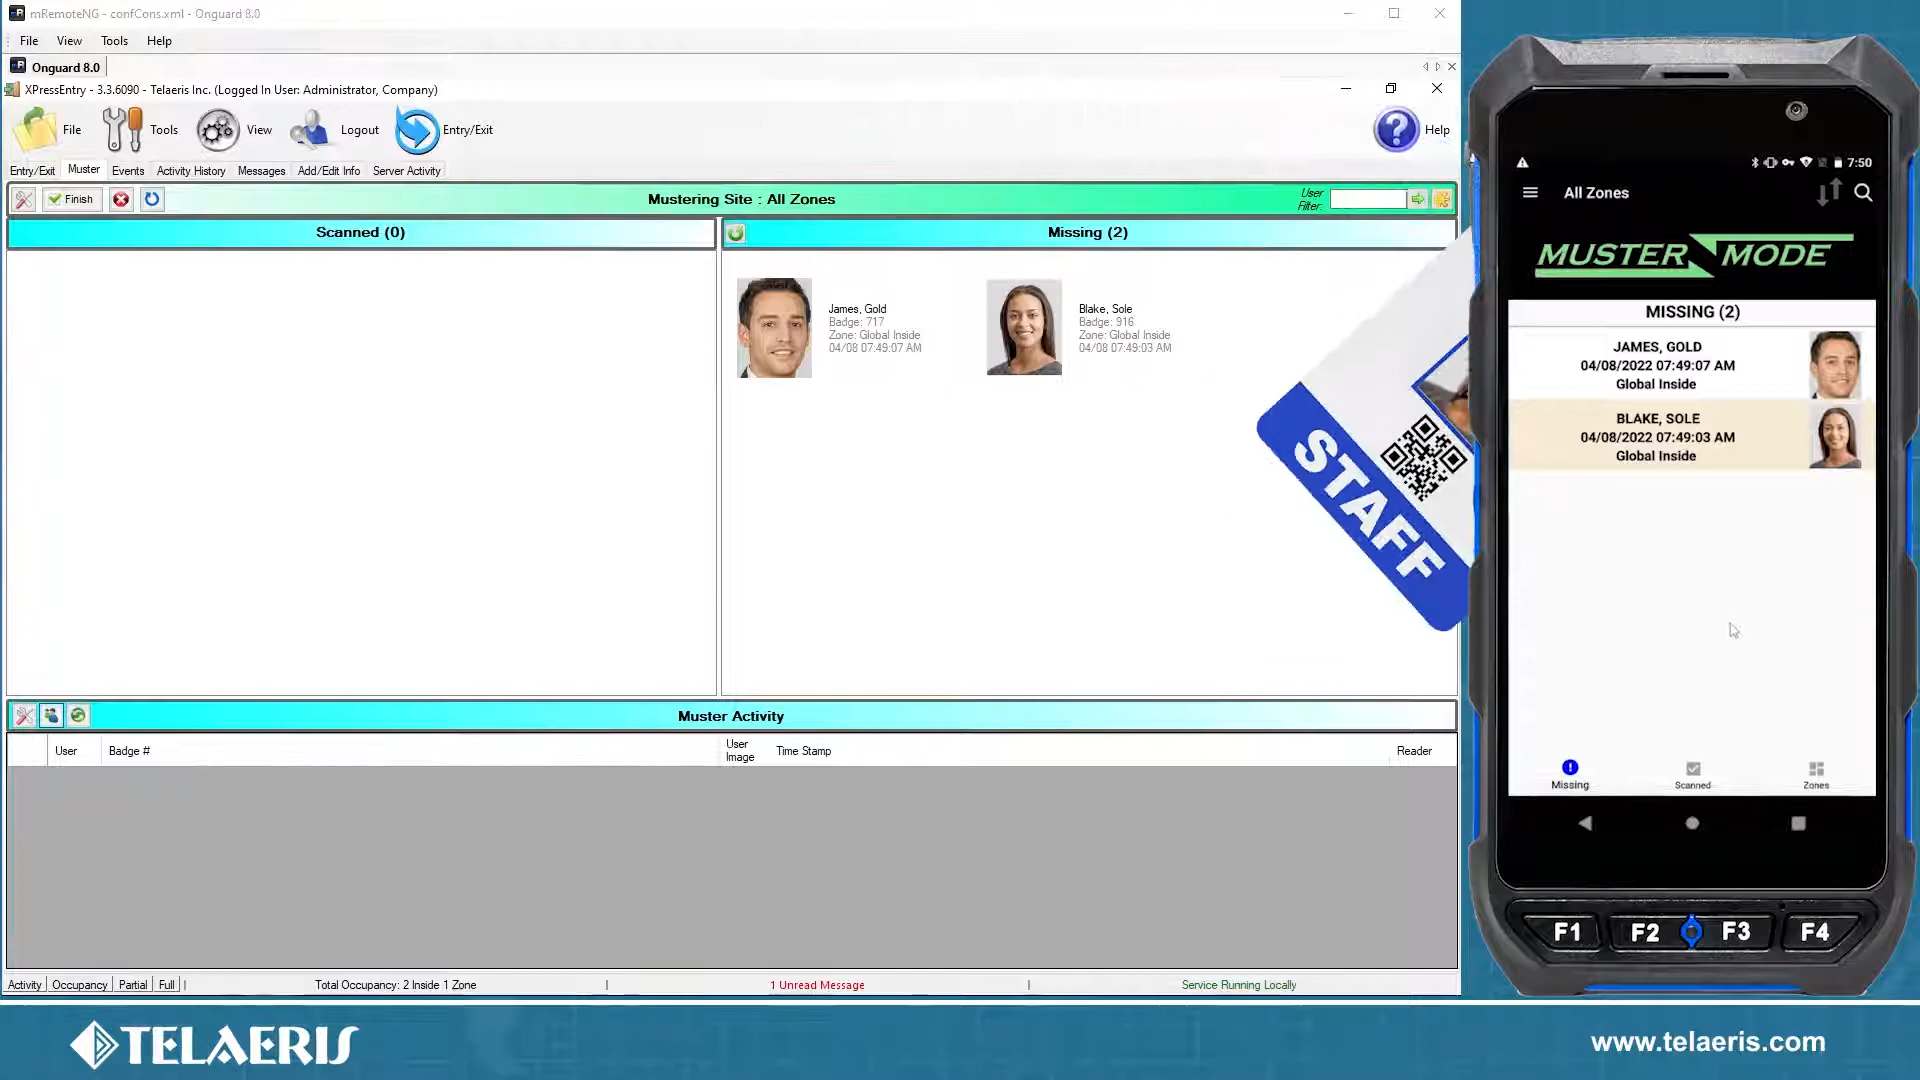 mRemoteNG - confCons.xml - Onguard 8.0
File View Tools Help
Onguard 8.0
XPressEntry - 3.3.6090 - Telaeris Inc. (Logged In User: Administrator, Company)
File Tools View Logout Entry/Exit Help
Entry/Exit Muster Events Activity History Messages Add/Edit Info Server Activity
Finish
Mustering Site : All Zones
User
Filter:
Scanned (0)
Missing (2)
James, Gold
Badge: 717
Zone: Global Inside
04/08 07:49:07 AM
Blake, Sole
Badge: 916
Zone: Global Inside
04/08 07:49:03 AM
STAFF
Muster Activity
User
Badge #
User
Image
Time Stamp
Reader
Activity Occupancy Partial Full | Total Occupancy: 2 Inside 1 Zone | 1 Unread Message | Service Running Locally
7:50
All Zones
MUSTER MODE
MISSING (2)
JAMES, GOLD
04/08/2022 07:49:07 AM
Global Inside
BLAKE, SOLE
04/08/2022 07:49:03 AM
Global Inside
Missing Scanned Zones
F1 F2 F3 F4
TELAERIS
www.telaeris.com